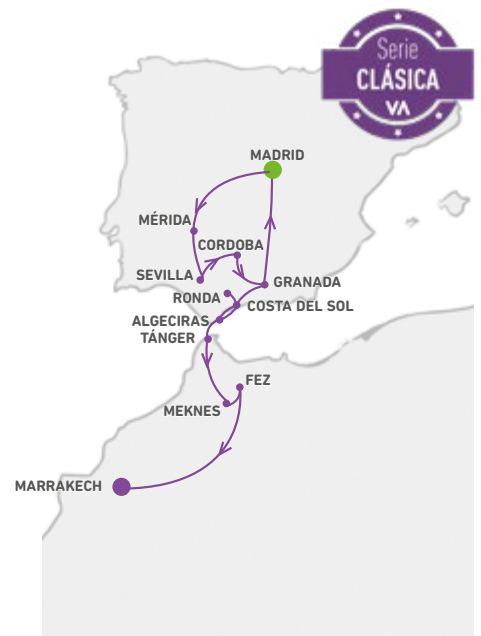 Serie
CLÁSICA
VA
MADRID
MÉRIDA
CORDOBA
SEVILLA
GRANADA
RONDA
COSTA DEL SOL
ALGECIRAS
TÁNGER
FEZ
MEKNES
MARRAKECH